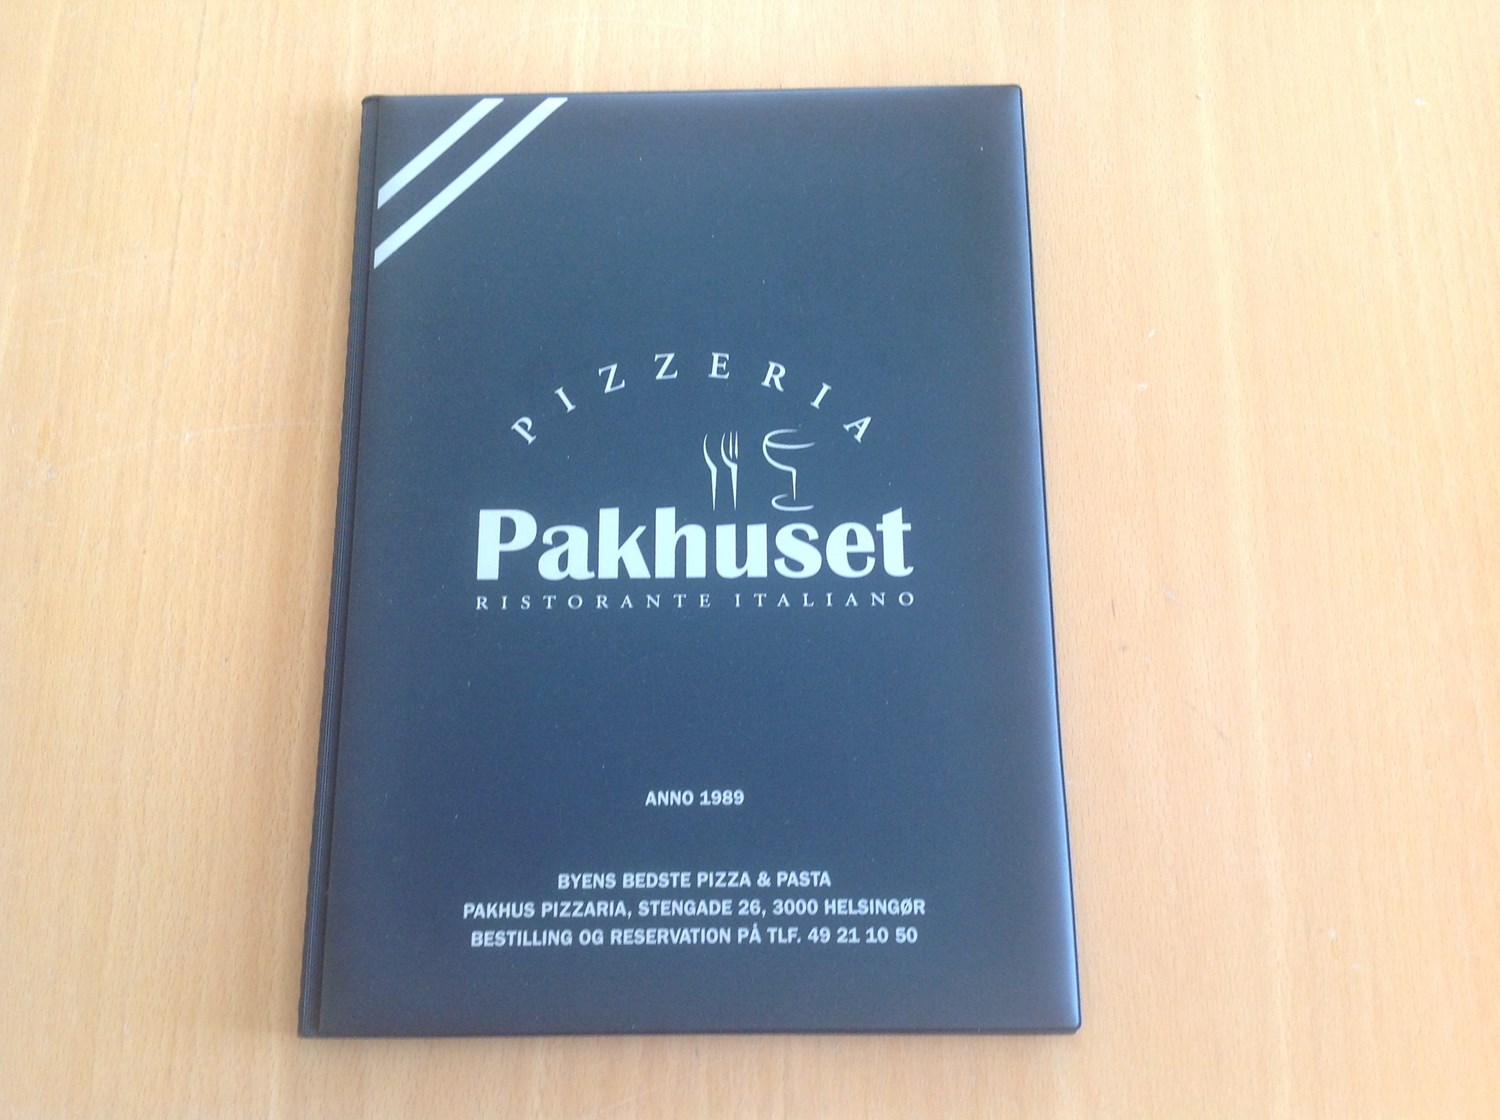 PIZZERIA
Pakhuset
RISTORANTE ITALIANO
ANNO 1989
BYENS BEDSTE PIZZA & PASTA
PAKHUS PIZZARIA, STENGADE 26, 3000 HELSINGØR
BESTILLING OG RESERVATION PÅ TLF. 49 21 10 50